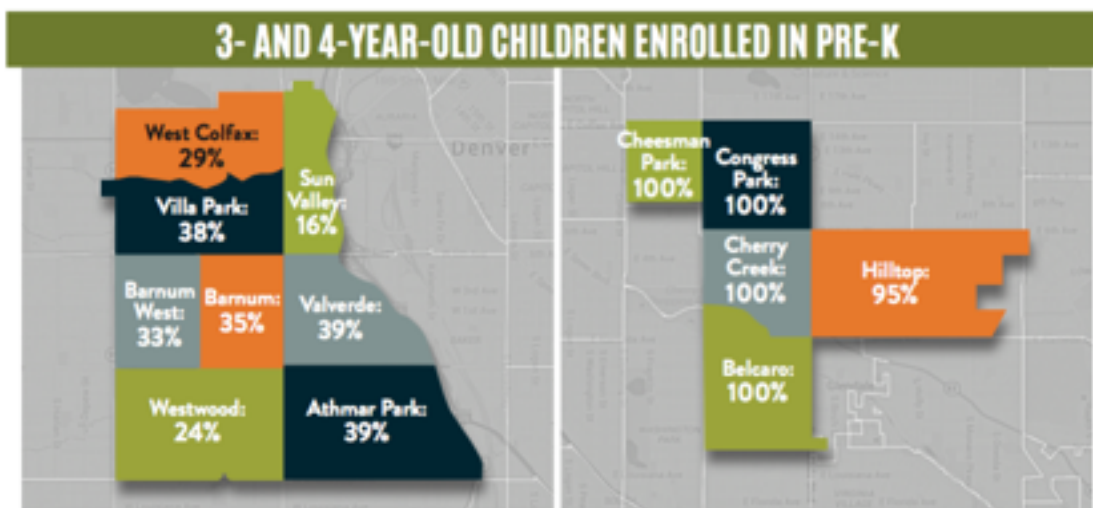 3- AND 4-YEAR-OLD CHILDREN ENROLLED IN PRE-K
West Colfax:
29%
Sun
Valley:
16%
Villa Park:
38%
Barnum
West:
33%
Barnum:
35%
Valverde:
39%
Westwood:
24%
Athmar Park:
39%
Denver
Cheesman
Park:
100%
Congress
Park:
100%
Cherry
Creek:
100%
Hilltop:
95%
Belcaro:
100%